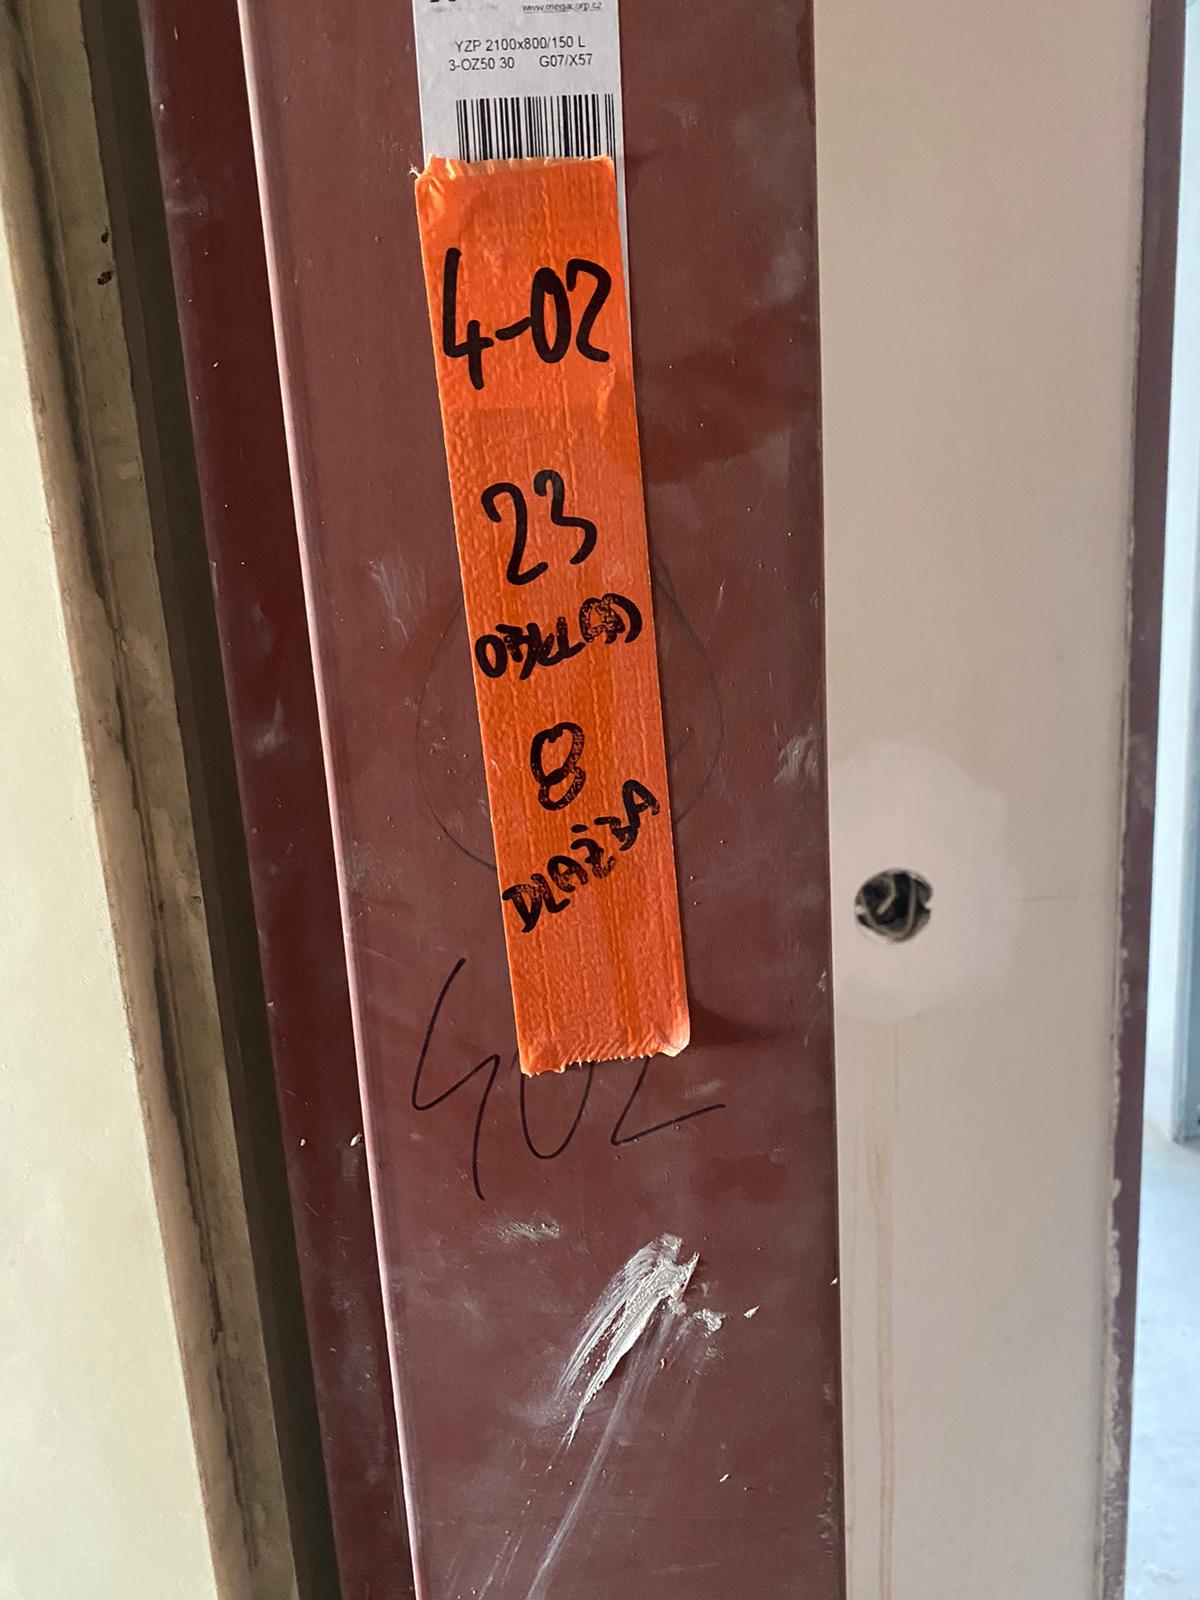 www.megacorp.cz
YZP 2100x800/150 L
3-OZ50 30 G07/X57
4-02
23
OBKLAD
8
DLAŽBA
402